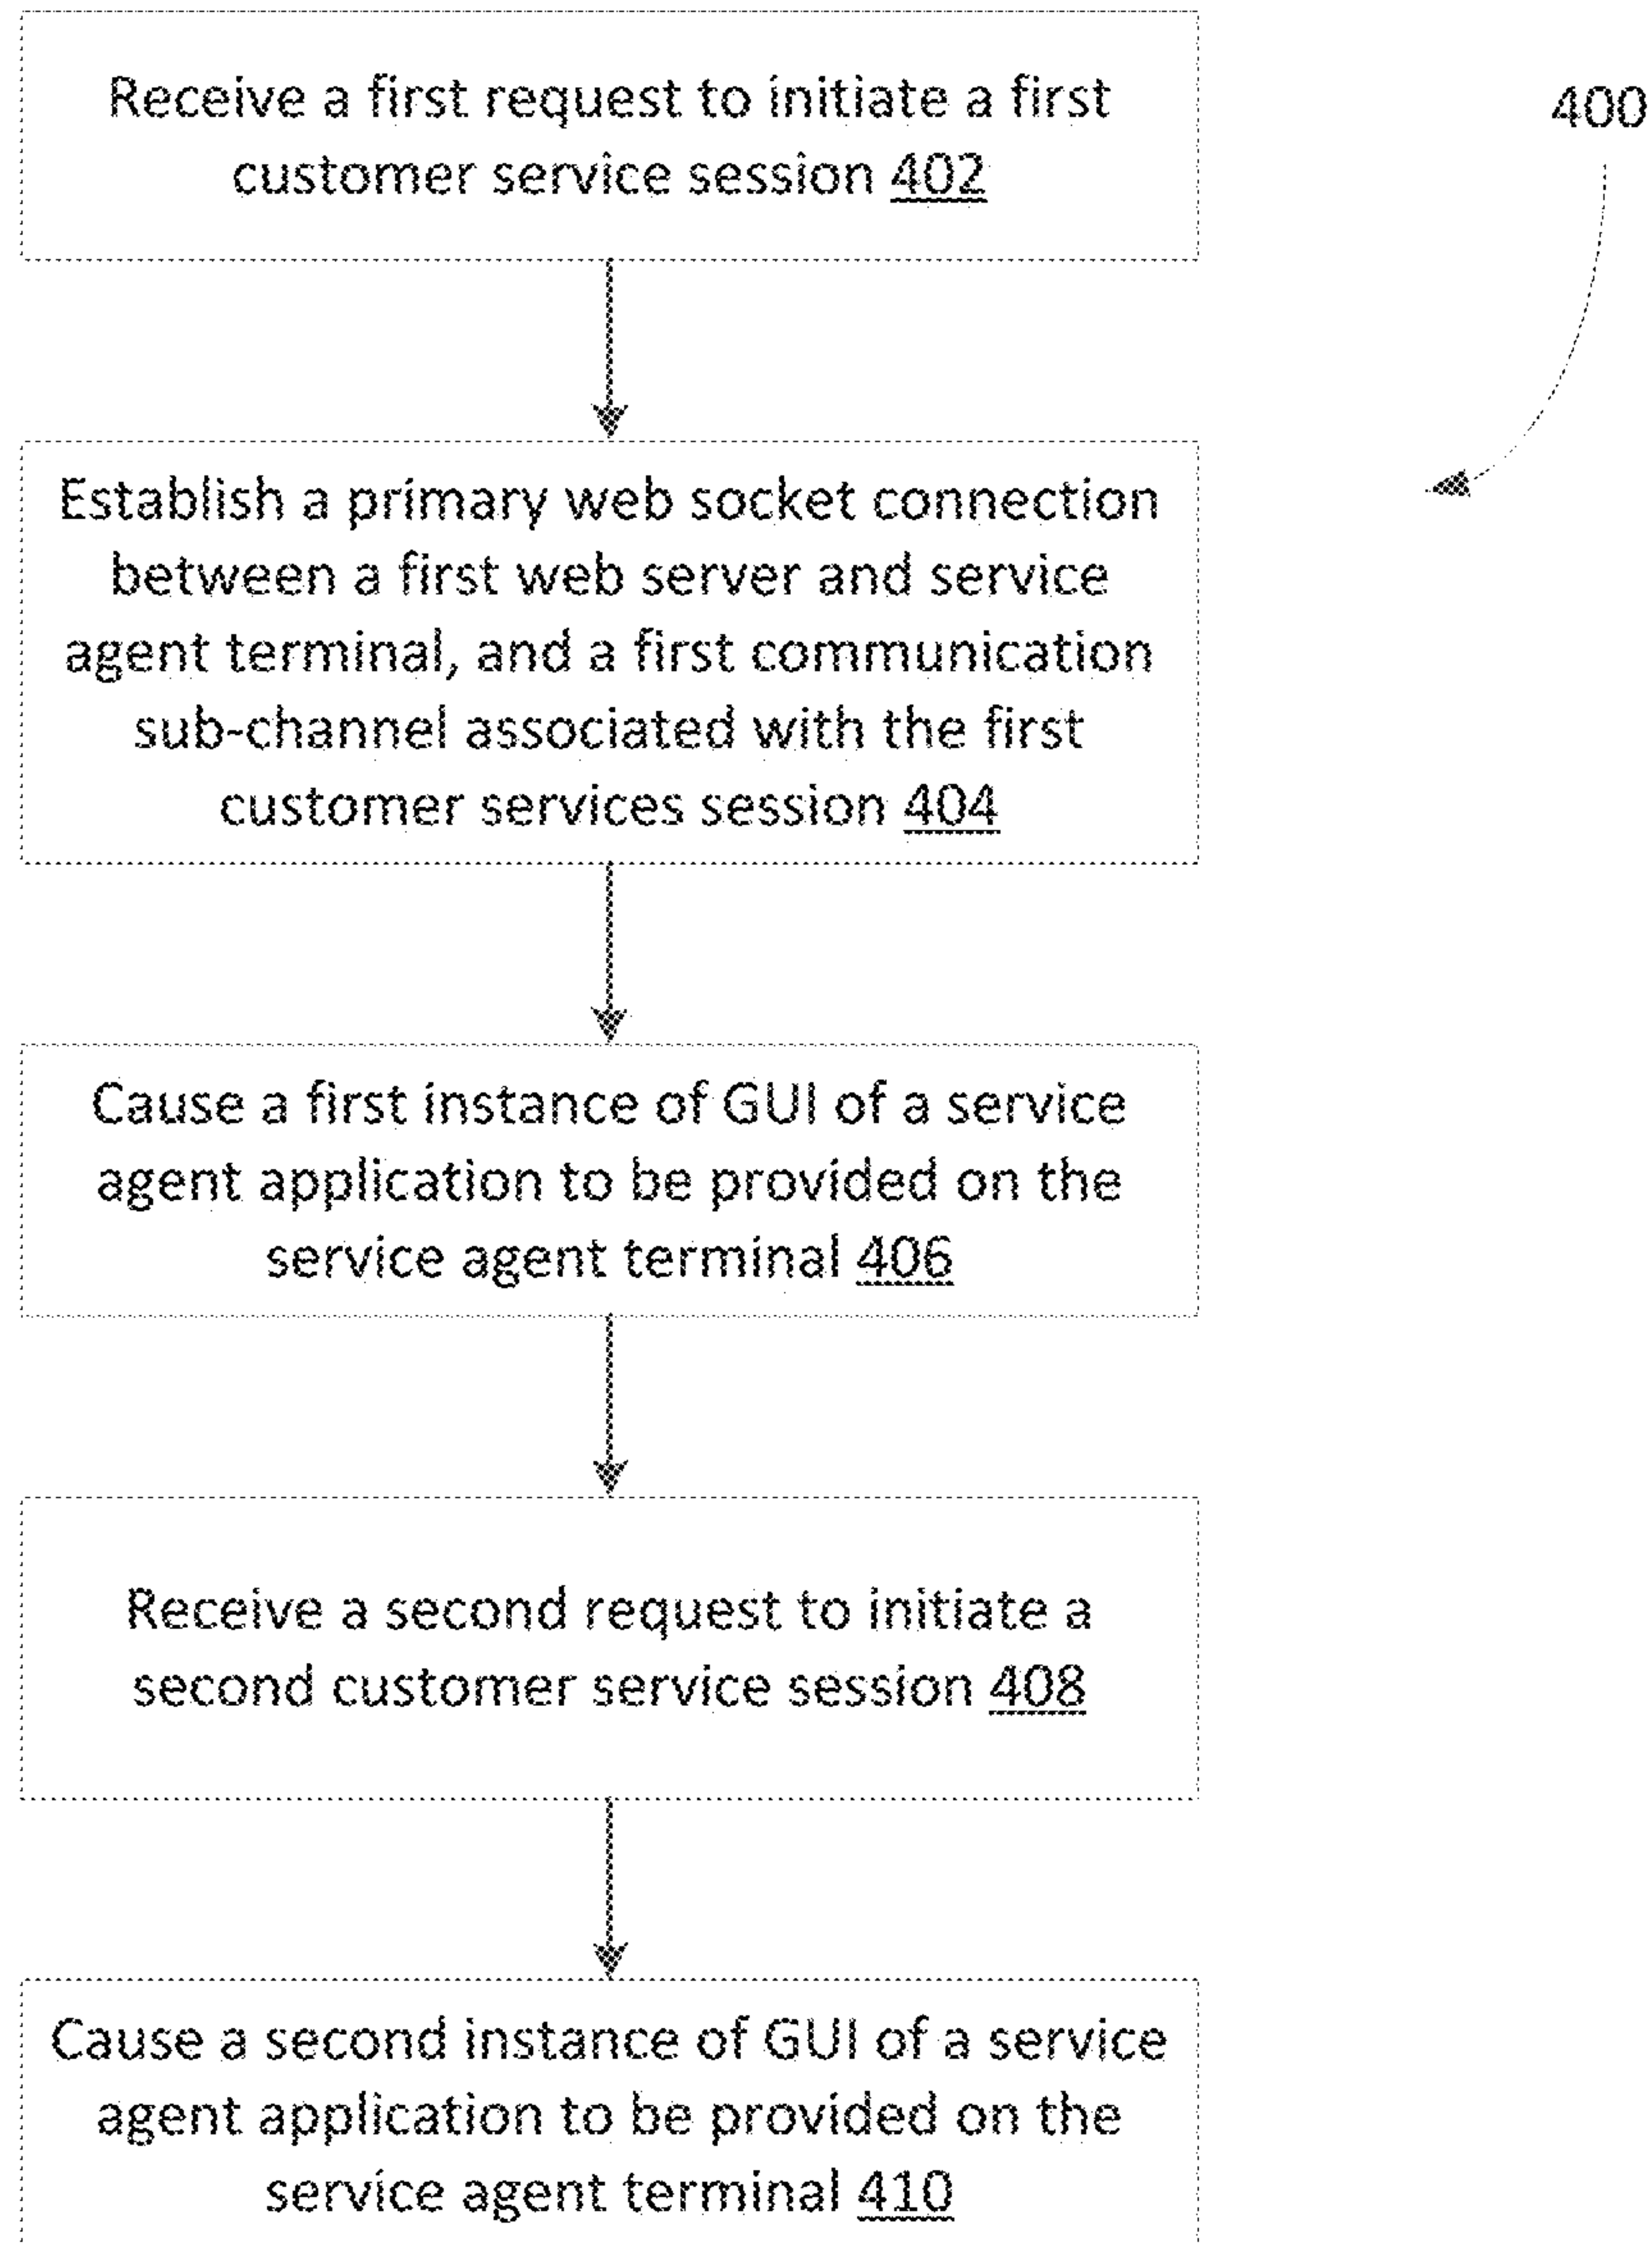 Receive a first request to initiate a first
customer service session 402
400
Establish a primary web socket connection
between a first web server and service
agent terminal, and a first communication
sub-channel associated with the first
customer services session 404
Cause a first instance of GUI of a service
agent application to be provided on the
service agent terminal 406
Receive a second request to initiate a
second customer service session 408
Cause a second instance of GUI of a service
agent application to be provided on the
service agent terminal 410